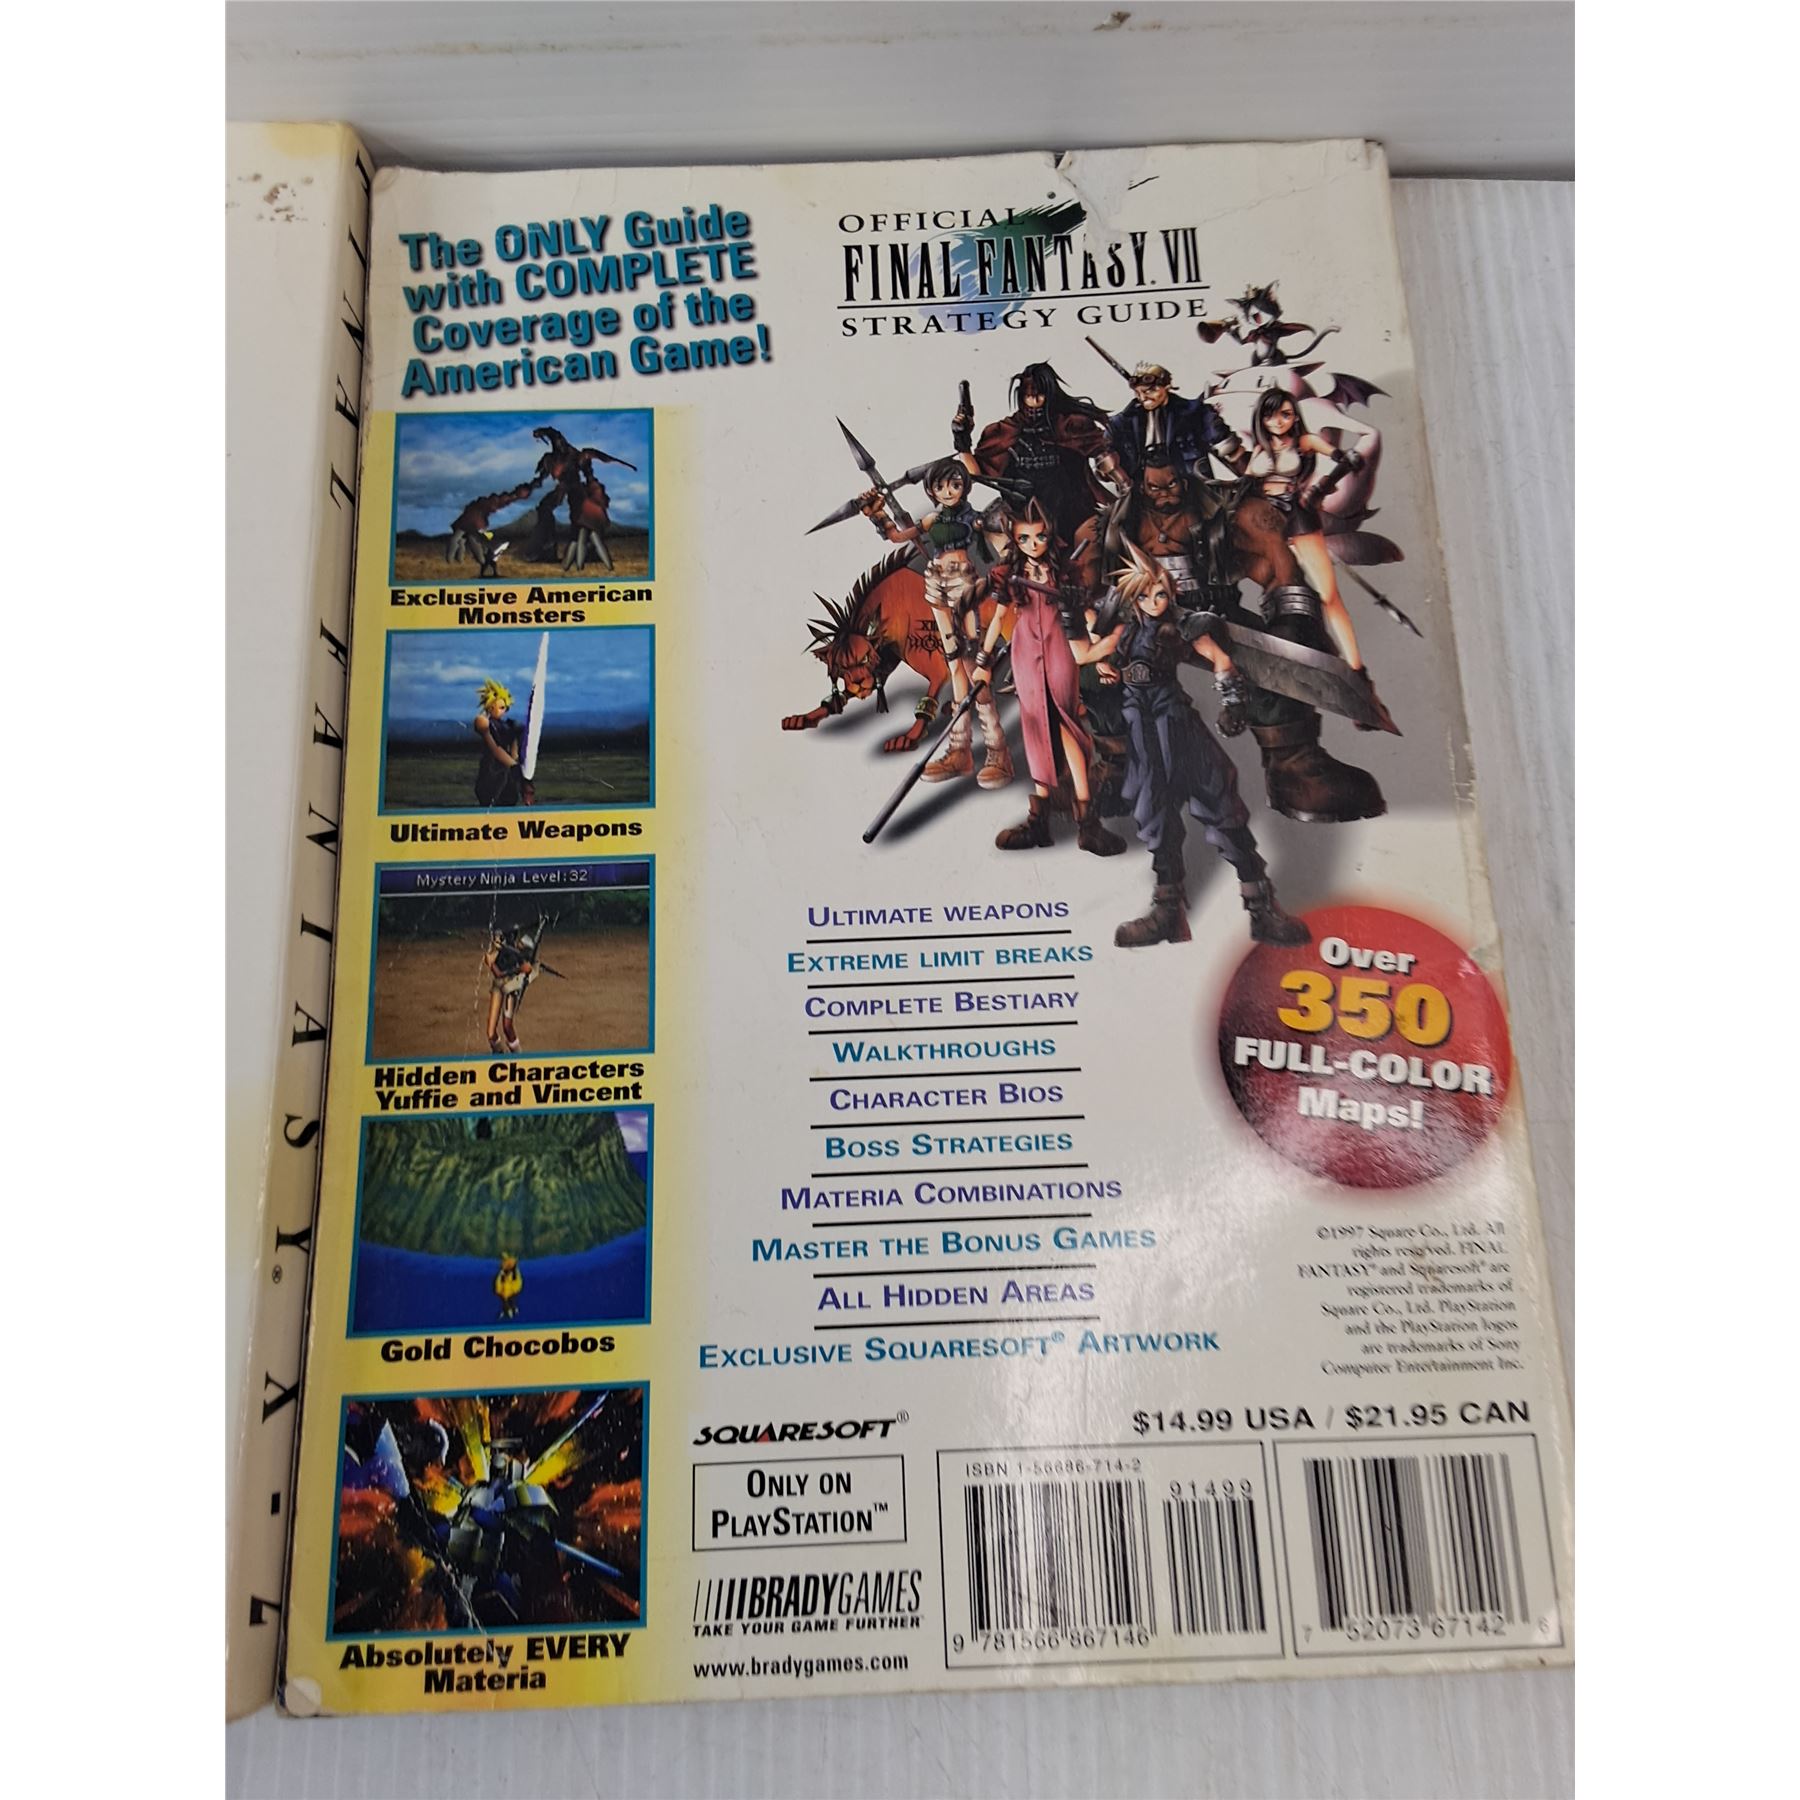 FINAL FANTASY® X-2
The ONLY Guide
with COMPLETE
Coverage of the
American Game!
Exclusive American
Monsters
Ultimate Weapons
Mystery Ninja Level:32
Hidden Characters
Yuffie and Vincent
Gold Chocobos
Absolutely EVERY
Materia
OFFICIAL
FINAL FANTASY. VII
STRATEGY GUIDE
XIII
ULTIMATE WEAPONS
EXTREME LIMIT BREAKS
COMPLETE BESTIARY
WALKTHROUGHS
CHARACTER BIOS
BOSS STRATEGIES
MATERIA COMBINATIONS
MASTER THE BONUS GAMES
ALL HIDDEN AREAS
EXCLUSIVE SQUARESOFT® ARTWORK
Over
350
FULL-COLOR
Maps!
©1997 Square Co., Ltd. All
rights reserved. FINAL
FANTASY® and Squaresoft® are
registered trademarks of
Square Co., Ltd. PlayStation
and the PlayStation logos
are trademarks of Sony
Computer Entertainment Inc.
$14.99 USA / $21.95 CAN
SQUARESOFT®
ONLY ON
PLAYSTATION™
BRADYGAMES
TAKE YOUR GAME FURTHER
www.bradygames.com
ISBN 1-56686-714-2
91499
9 781566 867146
7 52073 67142 6